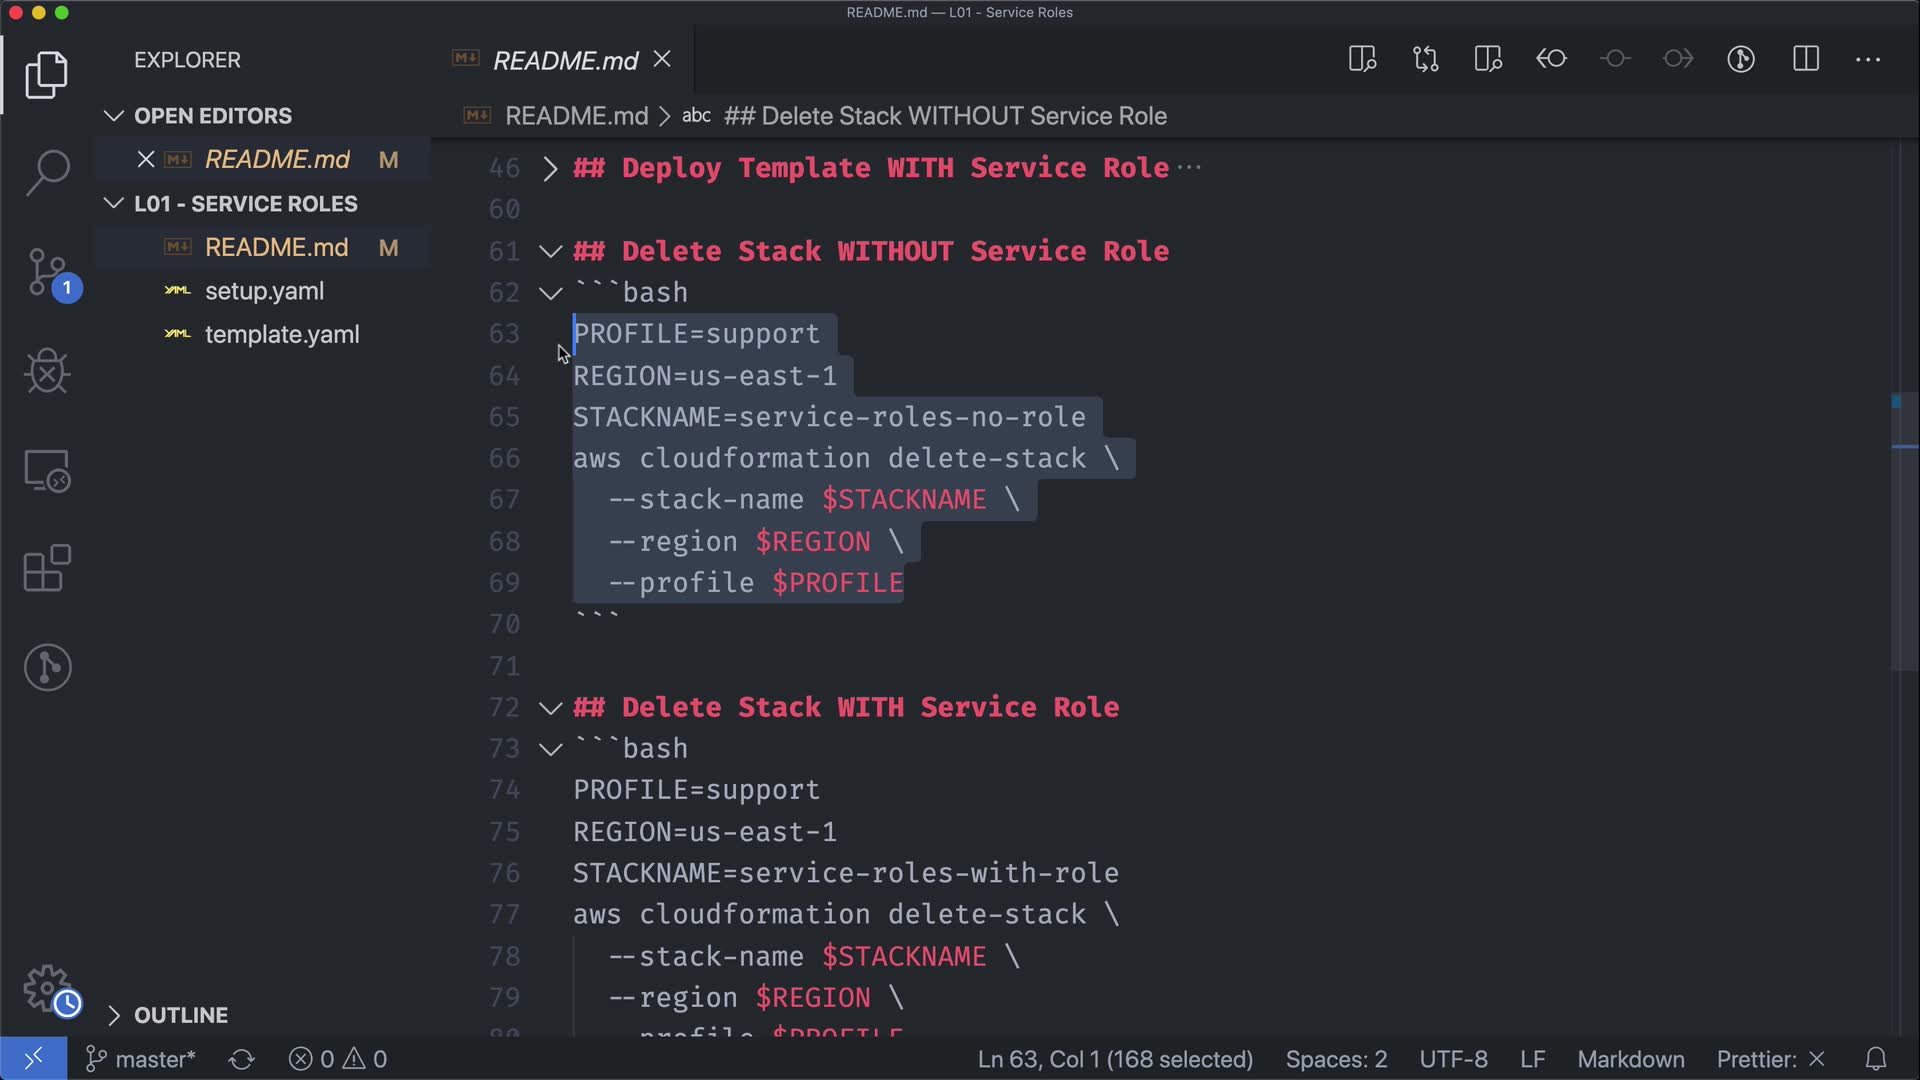 README.md — L01 - Service Roles
EXPLORER
README.md
OPEN EDITORS
README.md M
L01 - SERVICE ROLES
README.md M
setup.yaml
template.yaml
OUTLINE
1
README.md > abc ## Delete Stack WITHOUT Service Role
46 ## Deploy Template WITH Service Role ···
60
61 ## Delete Stack WITHOUT Service Role
62 ```bash
63 PROFILE=support
64 REGION=us-east-1
65 STACKNAME=service-roles-no-role
66 aws cloudformation delete-stack \
67 --stack-name $STACKNAME \
68 --region $REGION \
69 --profile $PROFILE
70 ```
71
72 ## Delete Stack WITH Service Role
73 ```bash
74 PROFILE=support
75 REGION=us-east-1
76 STACKNAME=service-roles-with-role
77 aws cloudformation delete-stack \
78 --stack-name $STACKNAME \
79 --region $REGION \
80 --profile $PROFILE
master* 0 0 Ln 63, Col 1 (168 selected) Spaces: 2 UTF-8 LF Markdown Prettier: ×